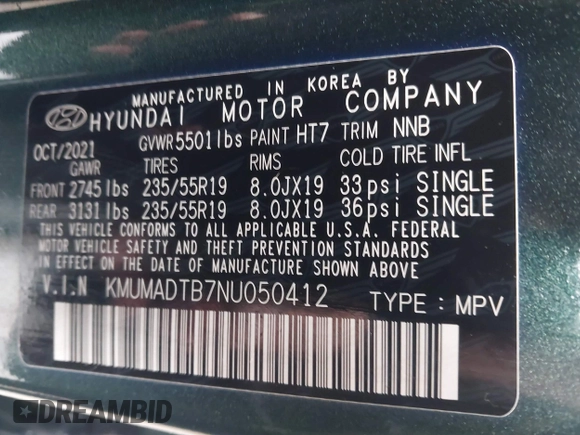 MANUFACTURED IN KOREA BY
HYUNDAI MOTOR COMPANY
OCT/2021 GVWR 5501lbs PAINT HT7 TRIM NNB
GAWR TIRES RIMS COLD TIRE INFL
FRONT 2745lbs 235/55R19 8.0JX19 33psi SINGLE
REAR 3131lbs 235/55R19 8.0JX19 36psi SINGLE
THIS VEHICLE CONFORMS TO ALL APPLICABLE U.S.A. FEDERAL
MOTOR VEHICLE SAFETY AND THEFT PREVENTION STANDARDS
IN EFFECT ON THE DATE OF MANUFACTURE SHOWN ABOVE
V.I.N KMUMADTB7NU050412 TYPE : MPV
DREAMBID